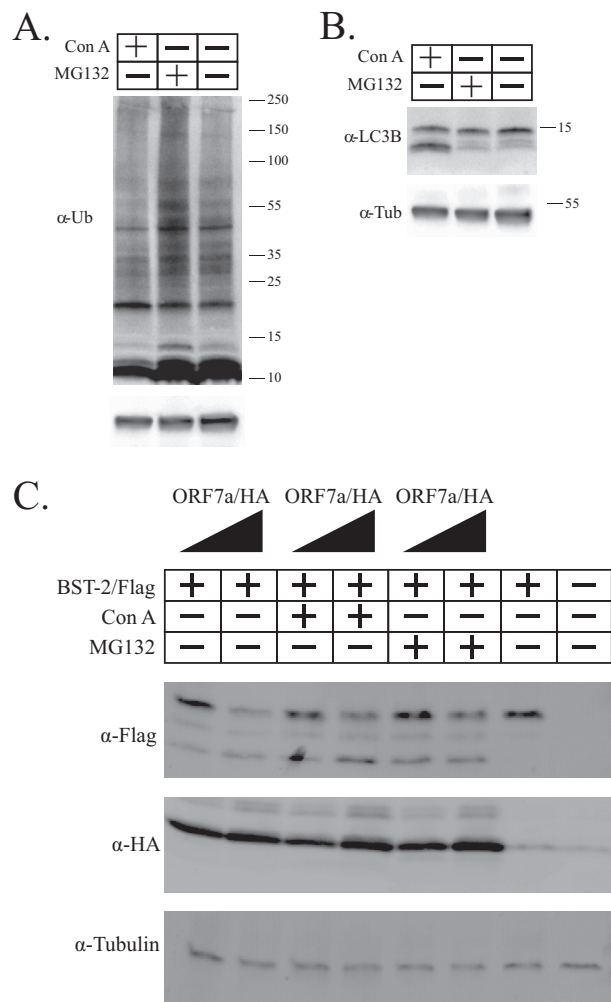 A.
Con A + − −
MG132 − + −
250
150
100
55
α-Ub
35
25
15
10
B.
Con A + − −
MG132 − + −
α-LC3B
15
α-Tub
55
C.
ORF7a/HA ORF7a/HA ORF7a/HA
BST-2/Flag + + + + + + + −
Con A − − + + − − − −
MG132 − − − − + + − −
α-Flag
α-HA
α-Tubulin